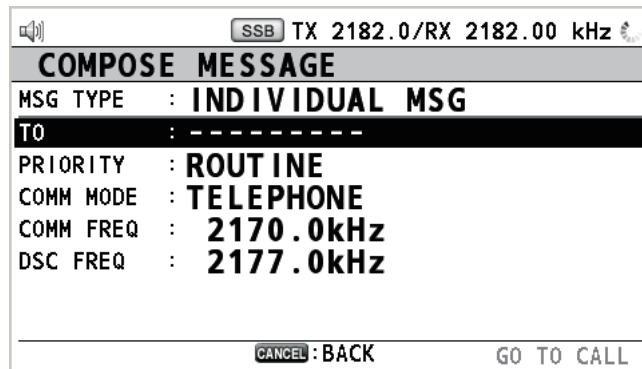 SSB TX 2182.0/RX 2182.00 kHz
COMPOSE MESSAGE
MSG TYPE : INDIVIDUAL MSG
TO : ---------
PRIORITY : ROUTINE
COMM MODE : TELEPHONE
COMM FREQ : 2170.0kHz
DSC FREQ : 2177.0kHz
CANCEL : BACK GO TO CALL